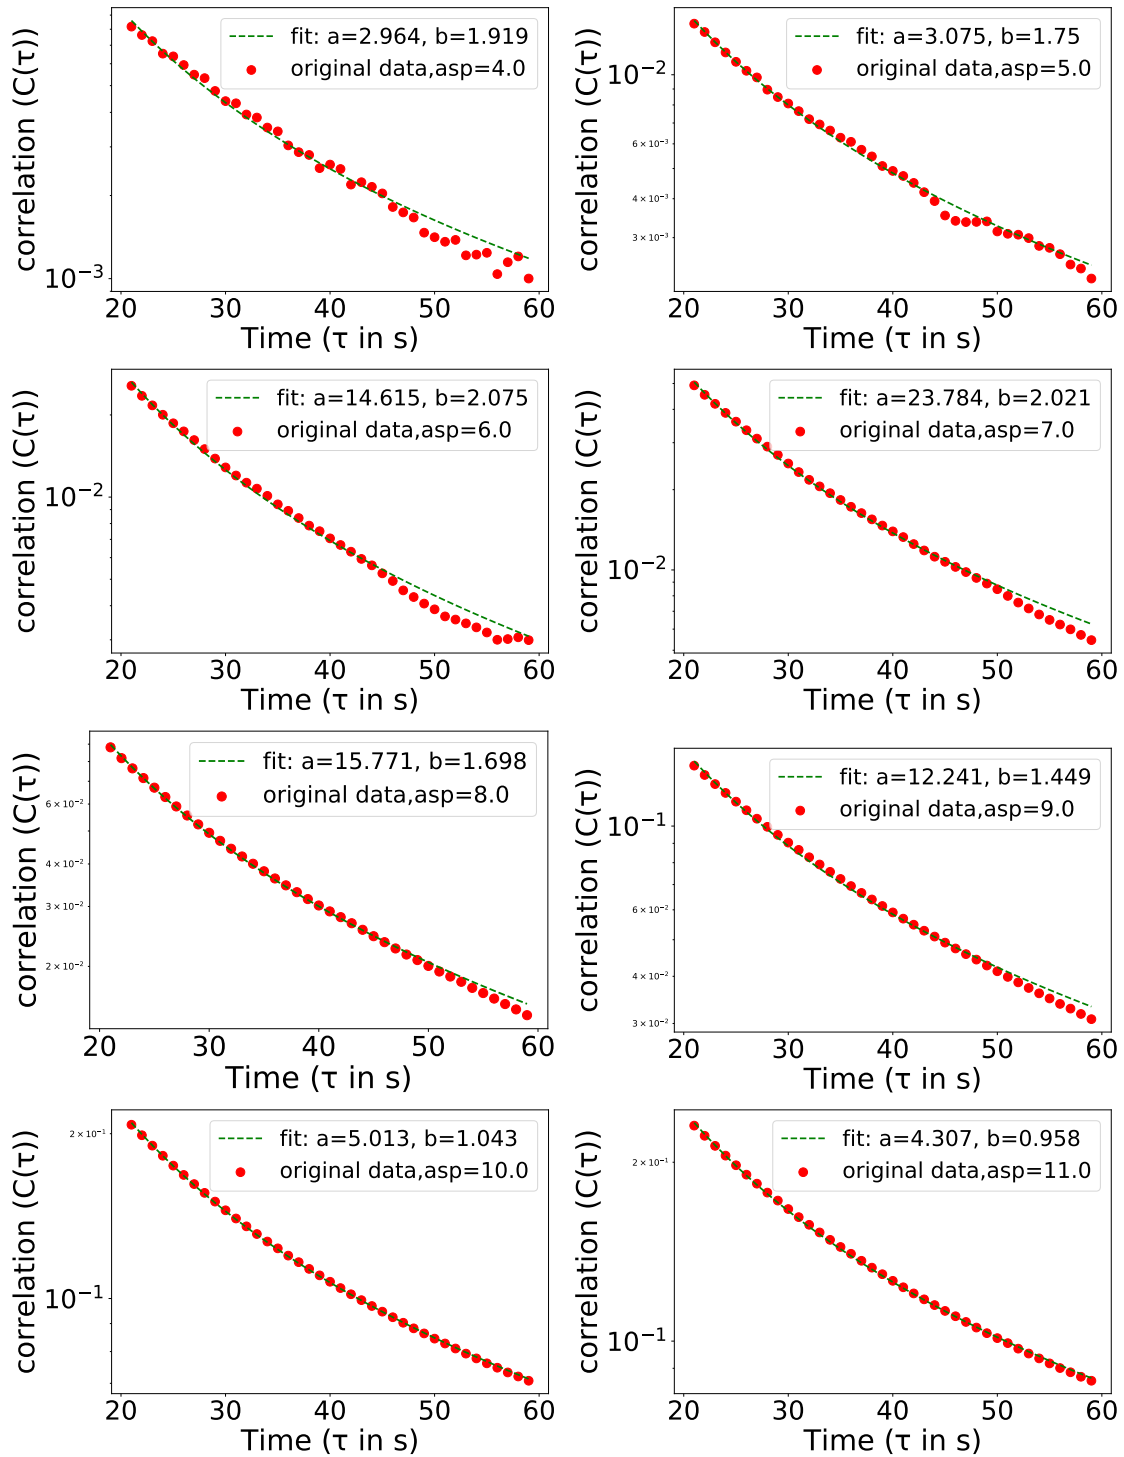 correlation (C(τ))
fit: a=2.964, b=1.919
original data,asp=4.0
10⁻³
20 30 40 50 60
Time (τ in s)
correlation (C(τ))
fit: a=3.075, b=1.75
original data,asp=5.0
10⁻²
6 × 10⁻³
3 × 10⁻³
20 30 40 50 60
Time (τ in s)
correlation (C(τ))
fit: a=14.615, b=2.075
original data,asp=6.0
10⁻²
20 30 40 50 60
Time (τ in s)
correlation (C(τ))
fit: a=23.784, b=2.021
original data,asp=7.0
10⁻²
20 30 40 50 60
Time (τ in s)
correlation (C(τ))
fit: a=15.771, b=1.698
original data,asp=8.0
6 × 10⁻²
4 × 10⁻²
3 × 10⁻²
2 × 10⁻²
20 30 40 50 60
Time (τ in s)
correlation (C(τ))
fit: a=12.241, b=1.449
original data,asp=9.0
10⁻¹
6 × 10⁻²
4 × 10⁻²
3 × 10⁻²
20 30 40 50 60
Time (τ in s)
correlation (C(τ))
fit: a=5.013, b=1.043
original data,asp=10.0
2 × 10⁻¹
10⁻¹
20 30 40 50 60
Time (τ in s)
correlation (C(τ))
fit: a=4.307, b=0.958
original data,asp=11.0
2 × 10⁻¹
10⁻¹
20 30 40 50 60
Time (τ in s)